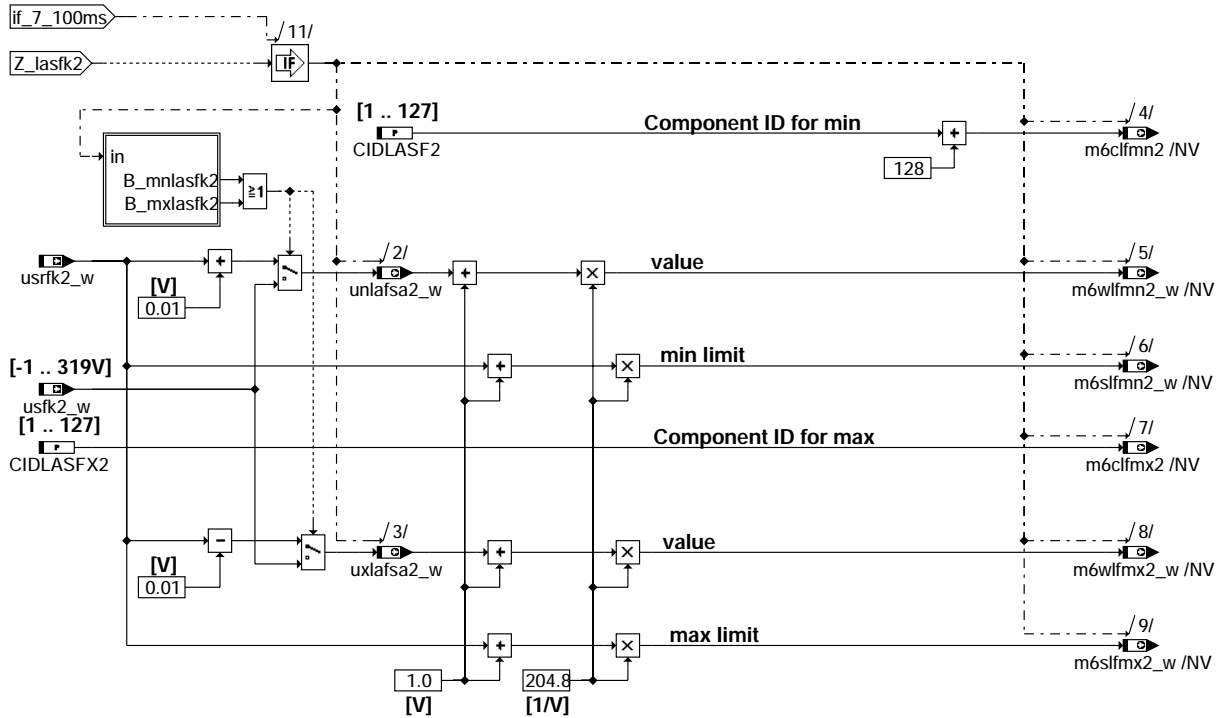 if_7_100ms
/11/
Z_lasfk2
IF
[1 .. 127]
P
CIDLASF2
Component ID for min
+
128
/4/
m6clfmn2 /NV
in
B_mnlasfk2
B_mxlasfk2
≥1
usrfk2_w
+
[V]
0.01
/2/
unlafsa2_w
+
×
value
/5/
m6wlfmn2_w /NV
+
×
min limit
/6/
m6slfmn2_w /NV
[-1 .. 319V]
usfk2_w
[1 .. 127]
P
CIDLASFX2
Component ID for max
/7/
m6clfmx2 /NV
−
[V]
0.01
/3/
uxlafsa2_w
+
×
value
/8/
m6wlfmx2_w /NV
+
×
max limit
/9/
m6slfmx2_w /NV
1.0
[V]
204.8
[1/V]